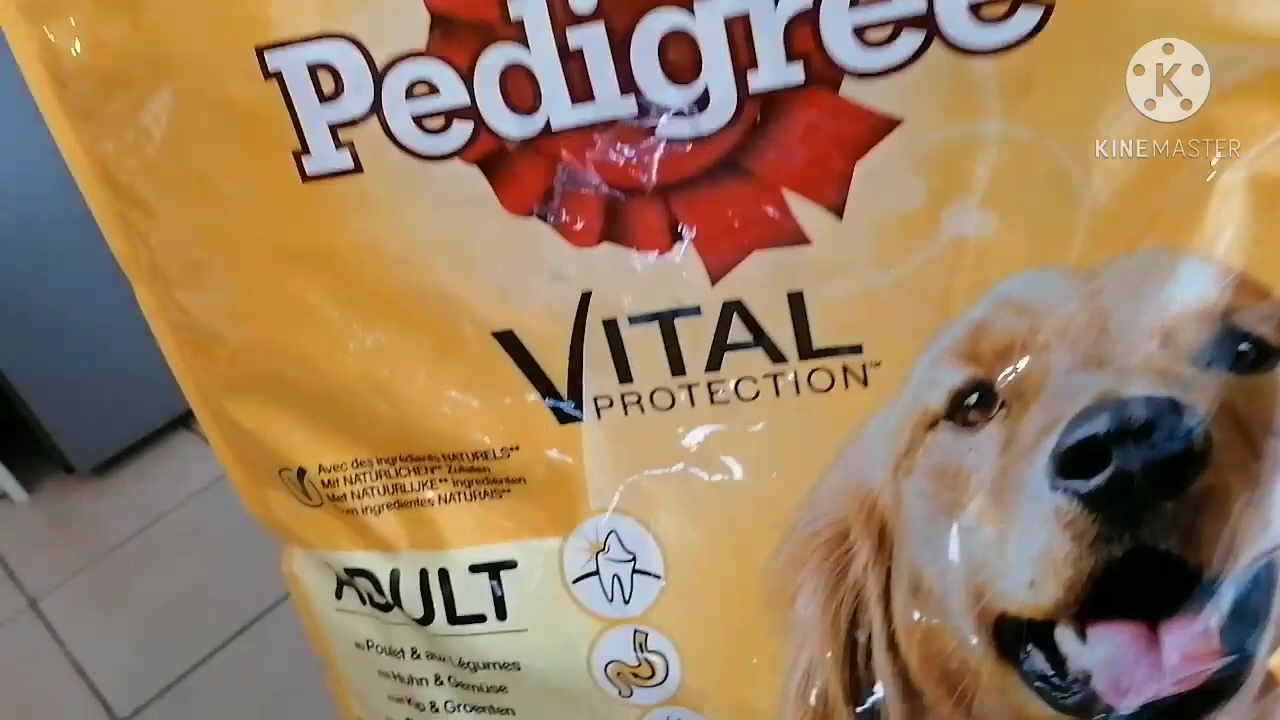 Pedigree
K
KINEMASTER
VITAL
PROTECTION™
Avec des ingrédients NATURELS**
Mit NATÜRLICHEN** Zutaten
Met NATUURLIJKE** ingrediënten
ingredientes NATURAIS**
ADULT
Poulet & aux Légumes
Huhn & Gemüse
Kip & Groenten